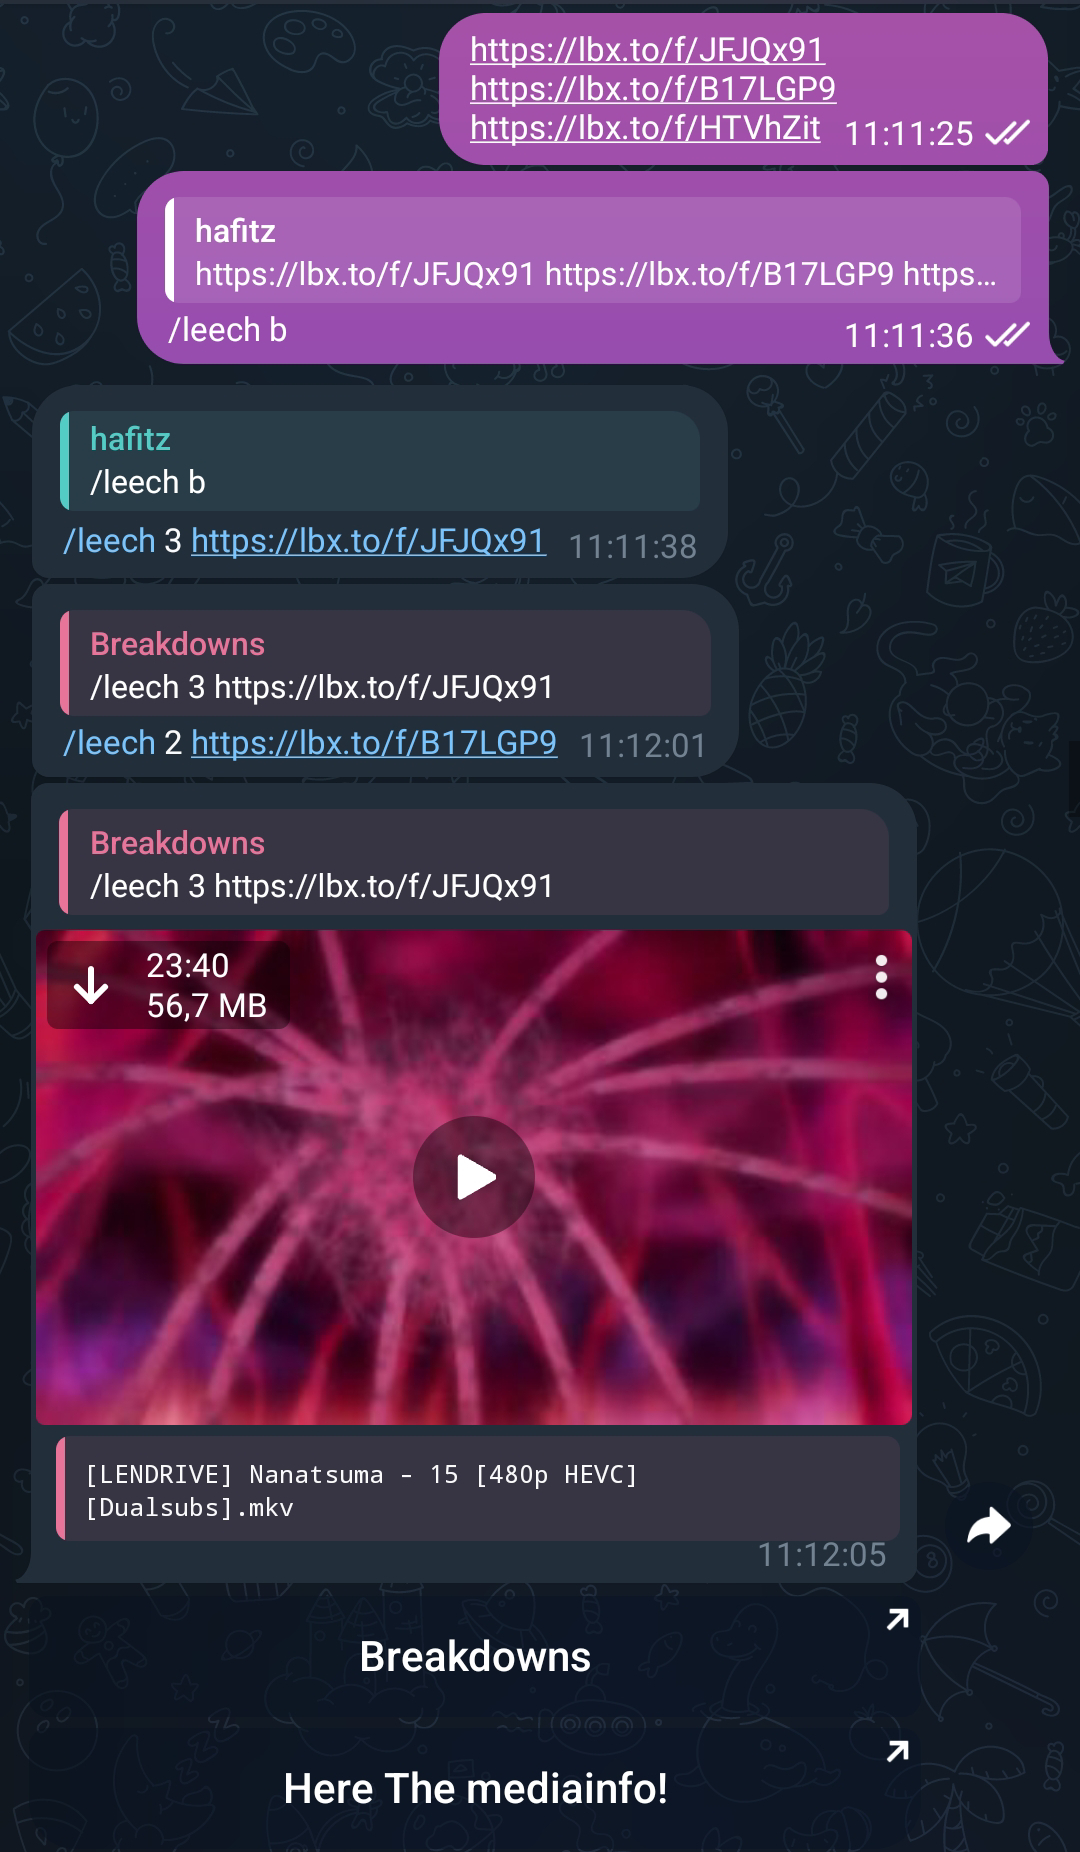 https://lbx.to/f/JFJQx91
https://lbx.to/f/B17LGP9
https://lbx.to/f/HTVhZit 11:11:25
hafitz
https://lbx.to/f/JFJQx91 https://lbx.to/f/B17LGP9 https...
/leech b 11:11:36
hafitz
/leech b
/leech 3 https://lbx.to/f/JFJQx91 11:11:38
Breakdowns
/leech 3 https://lbx.to/f/JFJQx91
/leech 2 https://lbx.to/f/B17LGP9 11:12:01
Breakdowns
/leech 3 https://lbx.to/f/JFJQx91
23:40
56,7 MB
[LENDRIVE] Nanatsuma - 15 [480p HEVC]
[Dualsubs].mkv
11:12:05
Breakdowns
Here The mediainfo!